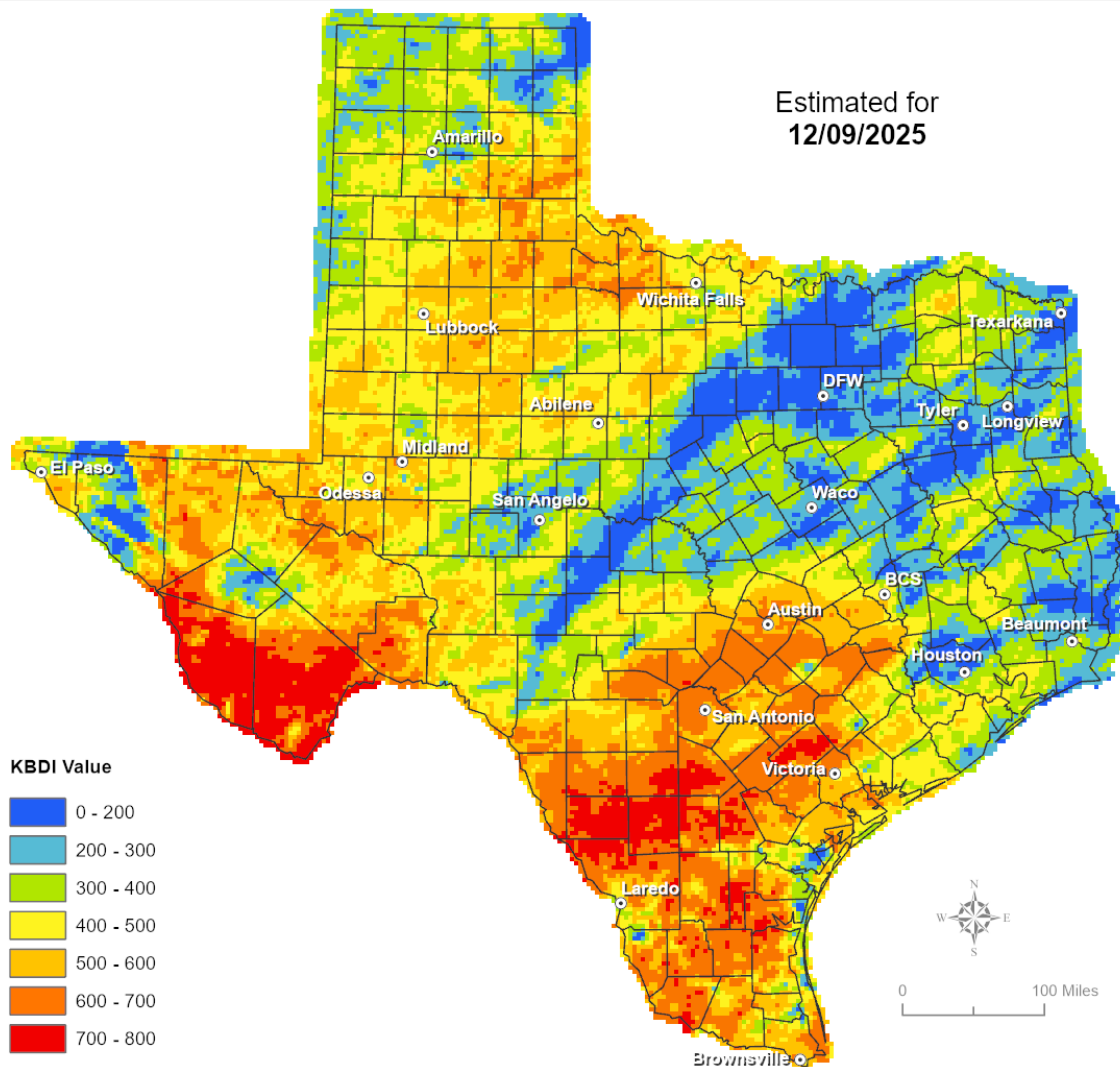 Estimated for
12/09/2025
Amarillo
Wichita Falls
Lubbock
Texarkana
DFW
Abilene
Tyler
Longview
Midland
El Paso
Odessa
San Angelo
Waco
BCS
Austin
Beaumont
Houston
San Antonio
Victoria
Laredo
Brownsville
KBDI Value
0 - 200
200 - 300
300 - 400
400 - 500
500 - 600
600 - 700
700 - 800
N
W E
S
0 100 Miles